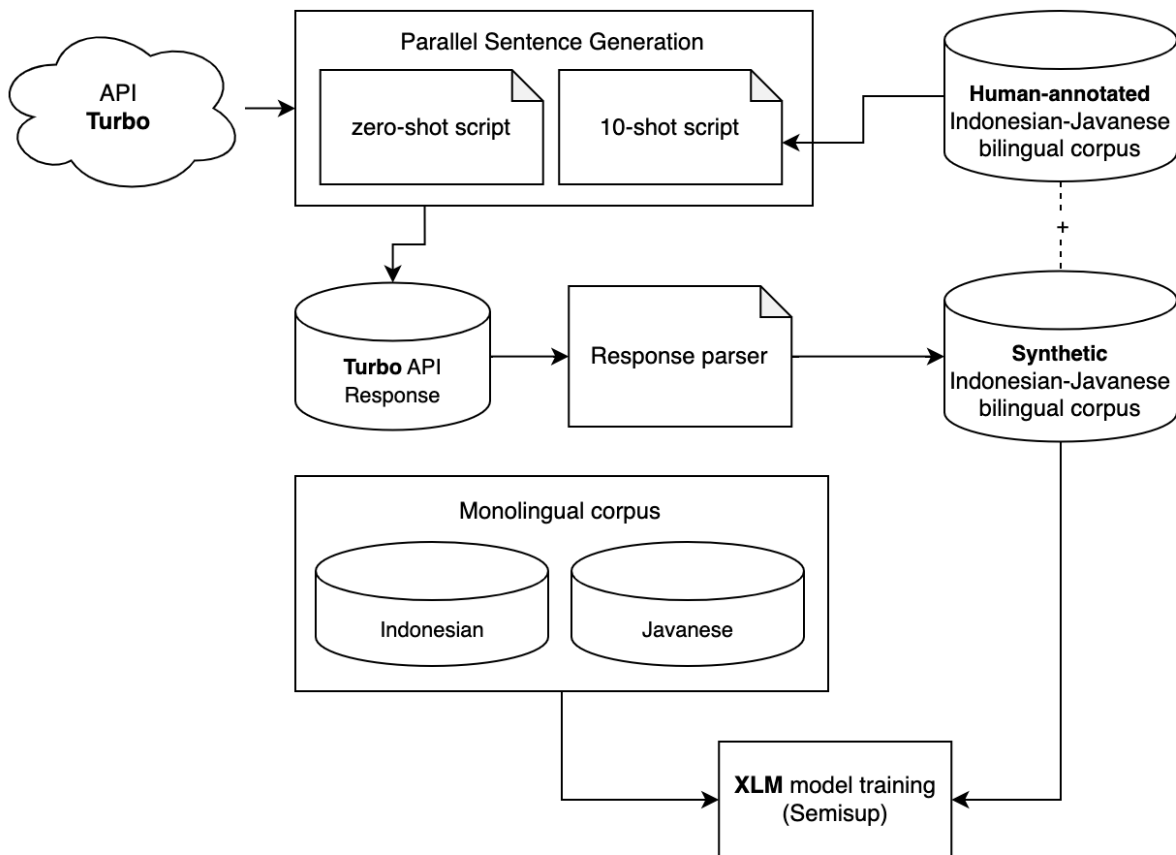 API
Turbo
Parallel Sentence Generation
zero-shot script
10-shot script
Human-annotated
Indonesian-Javanese
bilingual corpus
+
Turbo API
Response
Response parser
Synthetic
Indonesian-Javanese
bilingual corpus
Monolingual corpus
Indonesian
Javanese
XLM model training
(Semisup)